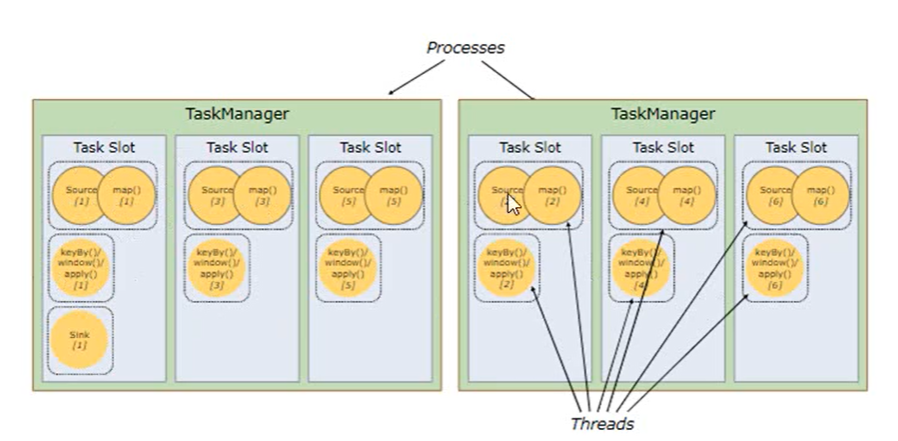 Processes
TaskManager
TaskManager
Task Slot
Task Slot
Task Slot
Task Slot
Task Slot
Task Slot
Source
[1]
map()
[1]
Source
[3]
map()
[3]
Source
[5]
map()
[5]
Source
map()
[2]
Source
[4]
map()
[4]
Source
[6]
map()
[6]
keyBy()/
window()/
apply()
[1]
keyBy()/
window()/
apply()
[3]
keyBy()/
window()/
apply()
[5]
keyBy()/
window()/
apply()
[2]
keyBy()/
window()/
apply()
[4]
keyBy()/
window()/
apply()
[6]
Sink
[1]
Threads